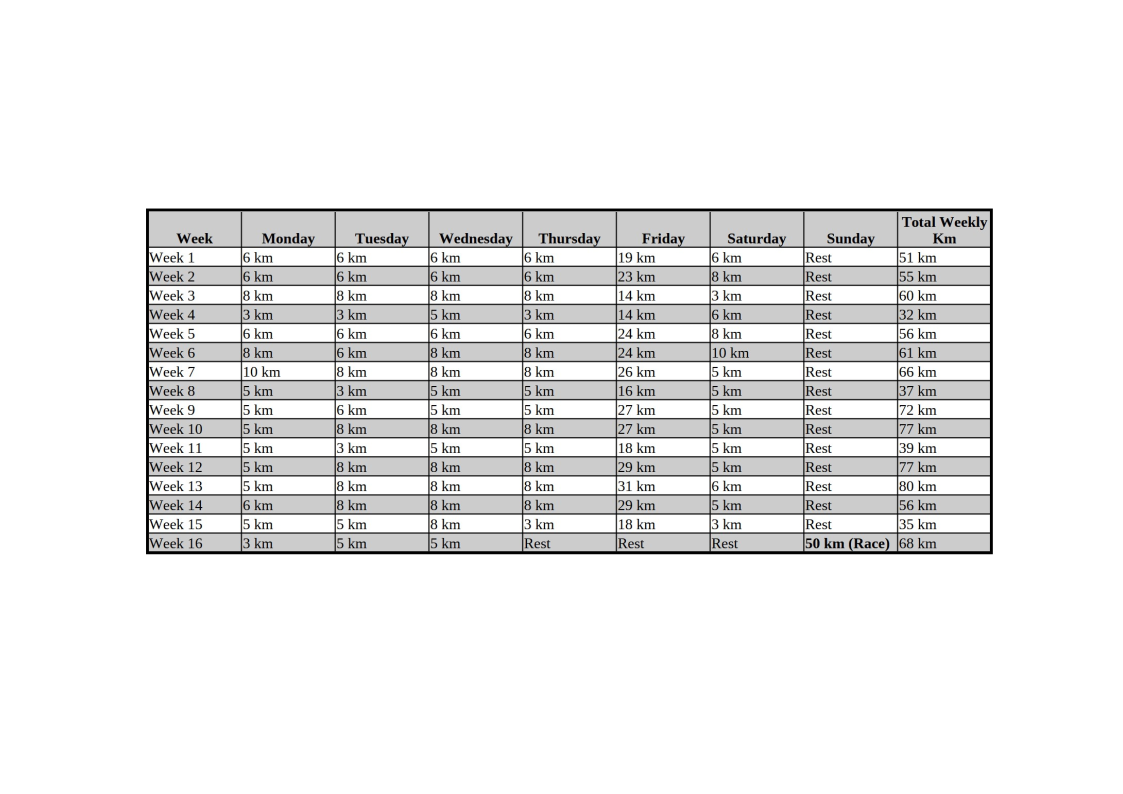 Week Monday Tuesday Wednesday Thursday Friday Saturday Sunday Total Weekly Km
Week 1 6 km 6 km 6 km 6 km 19 km 6 km Rest 51 km
Week 2 6 km 6 km 6 km 6 km 23 km 8 km Rest 55 km
Week 3 8 km 8 km 8 km 8 km 14 km 3 km Rest 60 km
Week 4 3 km 3 km 5 km 3 km 14 km 6 km Rest 32 km
Week 5 6 km 6 km 6 km 6 km 24 km 8 km Rest 56 km
Week 6 8 km 6 km 8 km 8 km 24 km 10 km Rest 61 km
Week 7 10 km 8 km 8 km 8 km 26 km 5 km Rest 66 km
Week 8 5 km 3 km 5 km 5 km 16 km 5 km Rest 37 km
Week 9 5 km 6 km 5 km 5 km 27 km 5 km Rest 72 km
Week 10 5 km 8 km 8 km 8 km 27 km 5 km Rest 77 km
Week 11 5 km 3 km 5 km 5 km 18 km 5 km Rest 39 km
Week 12 5 km 8 km 8 km 8 km 29 km 5 km Rest 77 km
Week 13 5 km 8 km 8 km 8 km 31 km 6 km Rest 80 km
Week 14 6 km 8 km 8 km 8 km 29 km 5 km Rest 56 km
Week 15 5 km 5 km 8 km 3 km 18 km 3 km Rest 35 km
Week 16 3 km 5 km 5 km Rest Rest Rest 50 km (Race) 68 km